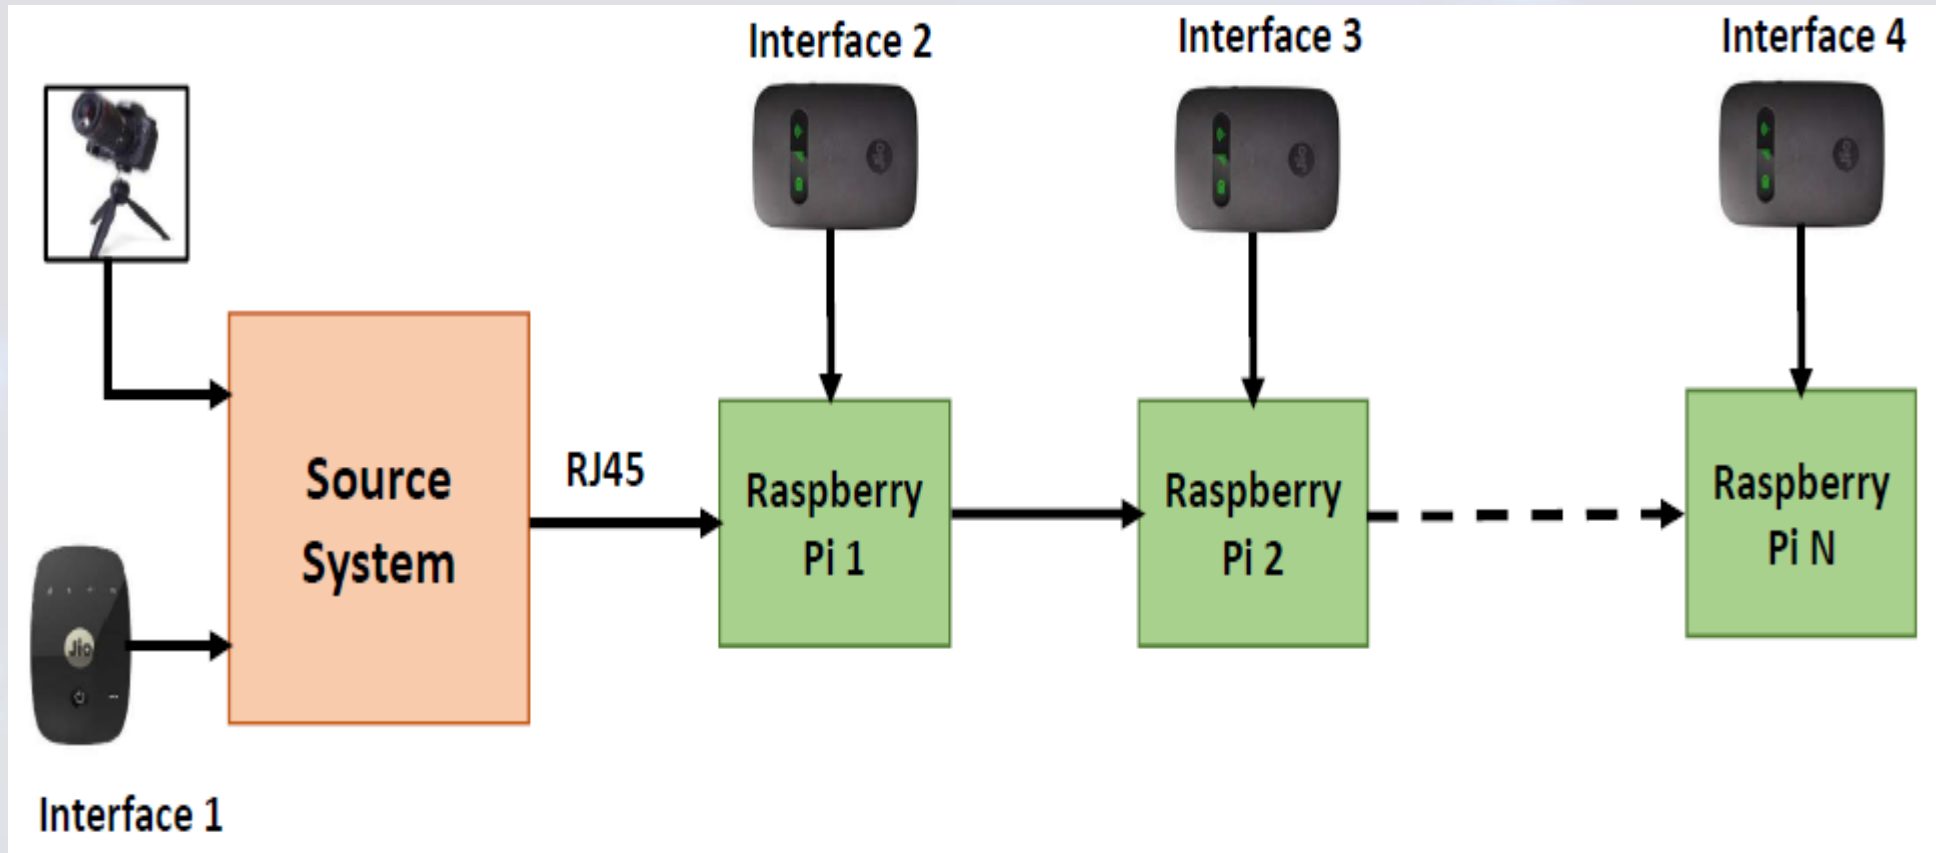 Interface 2
Interface 3
Interface 4
Source
System
RJ45
Raspberry
Pi 1
Raspberry
Pi 2
Raspberry
Pi N
Jio
Interface 1